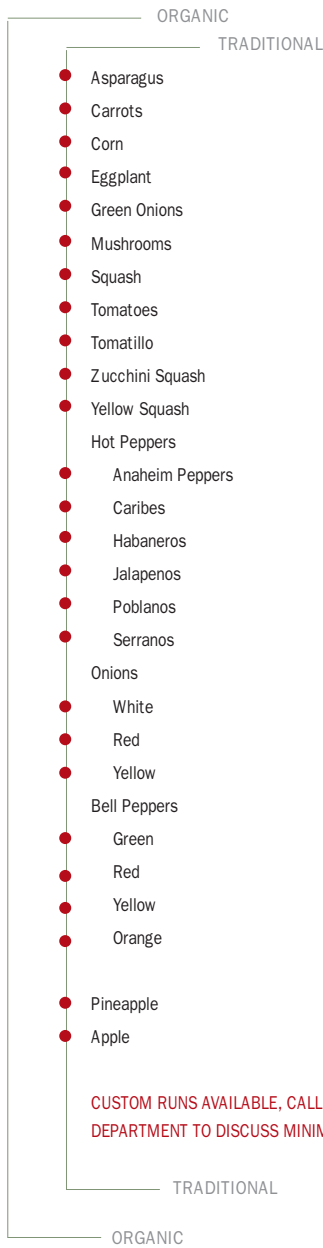 ORGANIC
TRADITIONAL
Asparagus
Carrots
Corn
Eggplant
Green Onions
Mushrooms
Squash
Tomatoes
Tomatillo
Zucchini Squash
Yellow Squash
Hot Peppers
Anaheim Peppers
Caribes
Habaneros
Jalapenos
Poblanos
Serranos
Onions
White
Red
Yellow
Bell Peppers
Green
Red
Yellow
Orange
Pineapple
Apple
CUSTOM RUNS AVAILABLE, CALL
DEPARTMENT TO DISCUSS
TRADITIONAL
ORGANIC